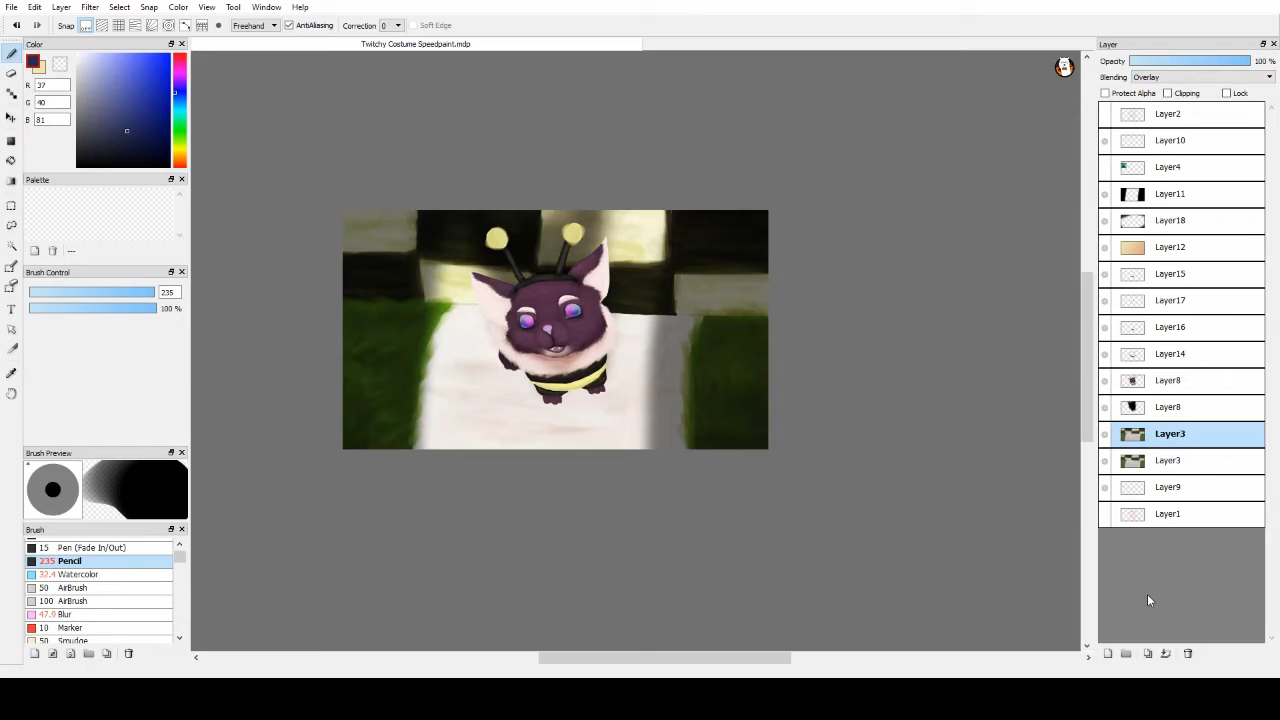 File Edit Layer Filter Select Snap Color View Tool Window Help
Snap Freehand AntiAliasing Correction 0 Soft Edge
Color
Twitchy Costume Speedpaint.mdp
Layer
R 37
G 40
B 81
Opacity 100 %
Blending Overlay
Protect Alpha Clipping Lock
Layer2
Layer10
Layer4
Palette
Layer11
Layer18
---
Layer12
Brush Control
Layer15
235
Layer17
100 %
Layer16
Layer14
Layer8
Layer8
Layer3
Brush Preview
Layer3
Layer9
Layer1
Brush
15 Pen (Fade In/Out)
235 Pencil
32.4 Watercolor
50 AirBrush
100 AirBrush
47.9 Blur
10 Marker
50 Smudge